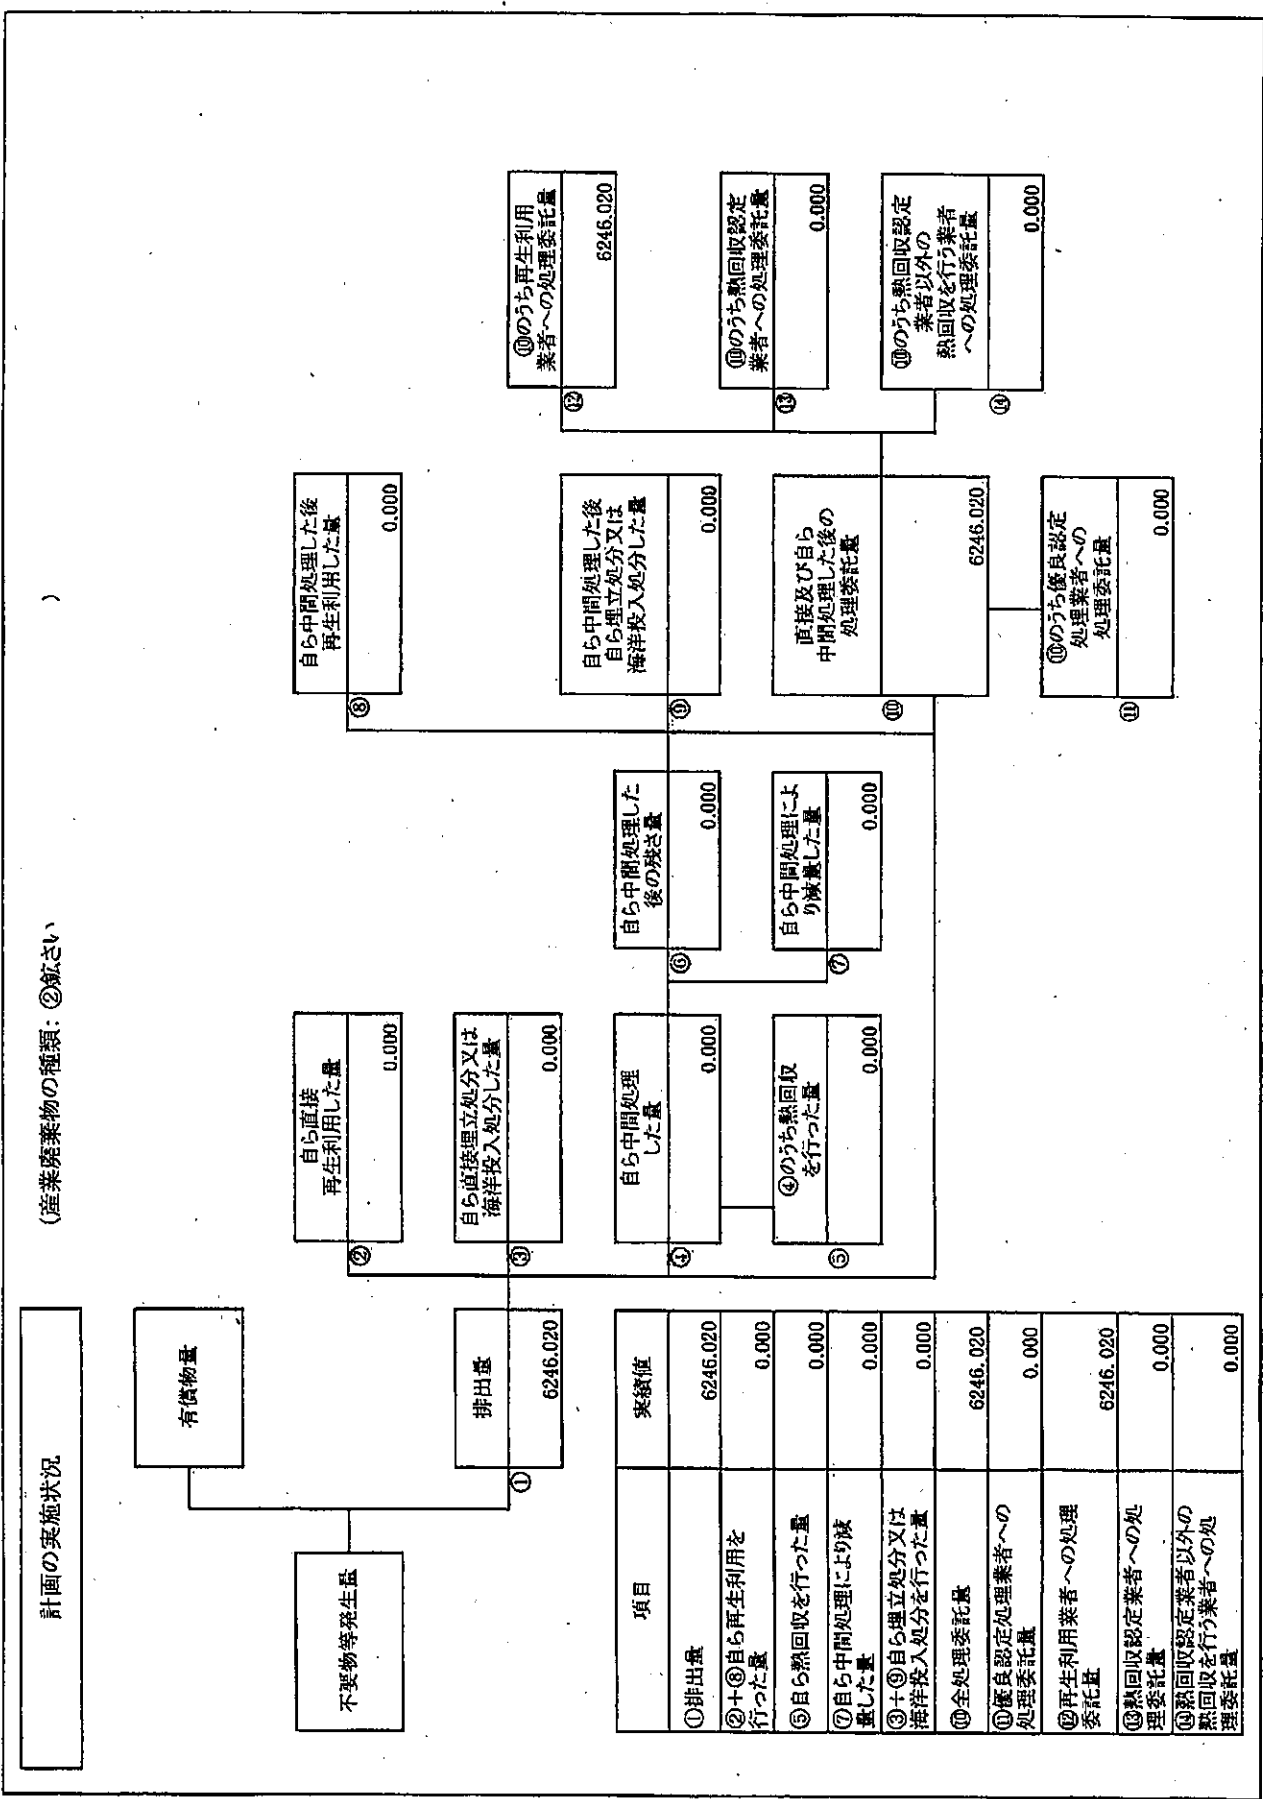 計画の実施状況
(産業廃棄物の種類: ②鉱さい
)
不要物等発生量
有償物量
①
排出量
6246.020
②
自ら直接
再生利用した量
0.000
③
自ら直接埋立処分又は
海洋投入処分した量
0.000
④
自ら中間処理
した量
0.000
⑤
④のうち熱回収
を行った量
0.000
⑥
自ら中間処理した
後の残さ量
0.000
⑦
自ら中間処理によ
り減量した量
0.000
⑧
自ら中間処理した後
再生利用した量
0.000
⑨
自ら中間処理した後
自ら埋立処分又は
海洋投入処分した量
0.000
⑩
直接及び自ら
中間処理した後の
処理委託量
6246.020
⑪
⑩のうち優良認定
処理業者への
処理委託量
0.000
⑫
⑩のうち再生利用
業者への処理委託量
6246.020
⑬
⑩のうち熱回収認定
業者への処理委託量
0.000
⑭
⑩のうち熱回収認定
業者以外の
熱回収を行う業者
への処理委託量
0.000
項目
実績値
①排出量
6246.020
②+⑧自ら再生利用を
行った量
0.000
⑤自ら熱回収を行った量
0.000
⑦自ら中間処理により減
量した量
0.000
③+⑨自ら埋立処分又は
海洋投入処分を行った量
0.000
⑩全処理委託量
6246.020
⑪優良認定処理業者への
処理委託量
0.000
⑫再生利用業者への処理
委託量
6246.020
⑬熱回収認定業者への処
理委託量
0.000
⑭熱回収認定業者以外の
熱回収を行う業者への処
理委託量
0.000